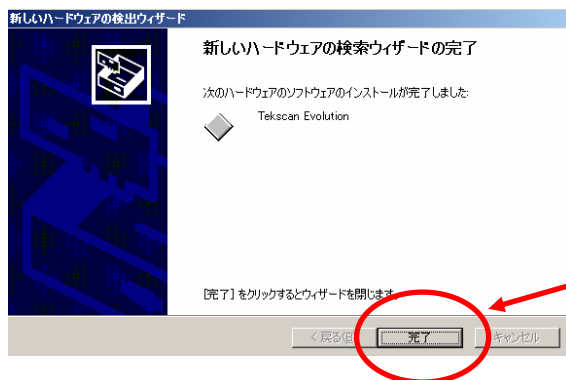 新しいハードウェアの検出ウィザード
新しいハードウェアの検索ウィザードの完了
次のハードウェアのソフトウェアのインストールが完了しました:
Tekscan Evolution
[完了] をクリックするとウィザードを閉じます。
< 戻る(B)
完了
キャンセル